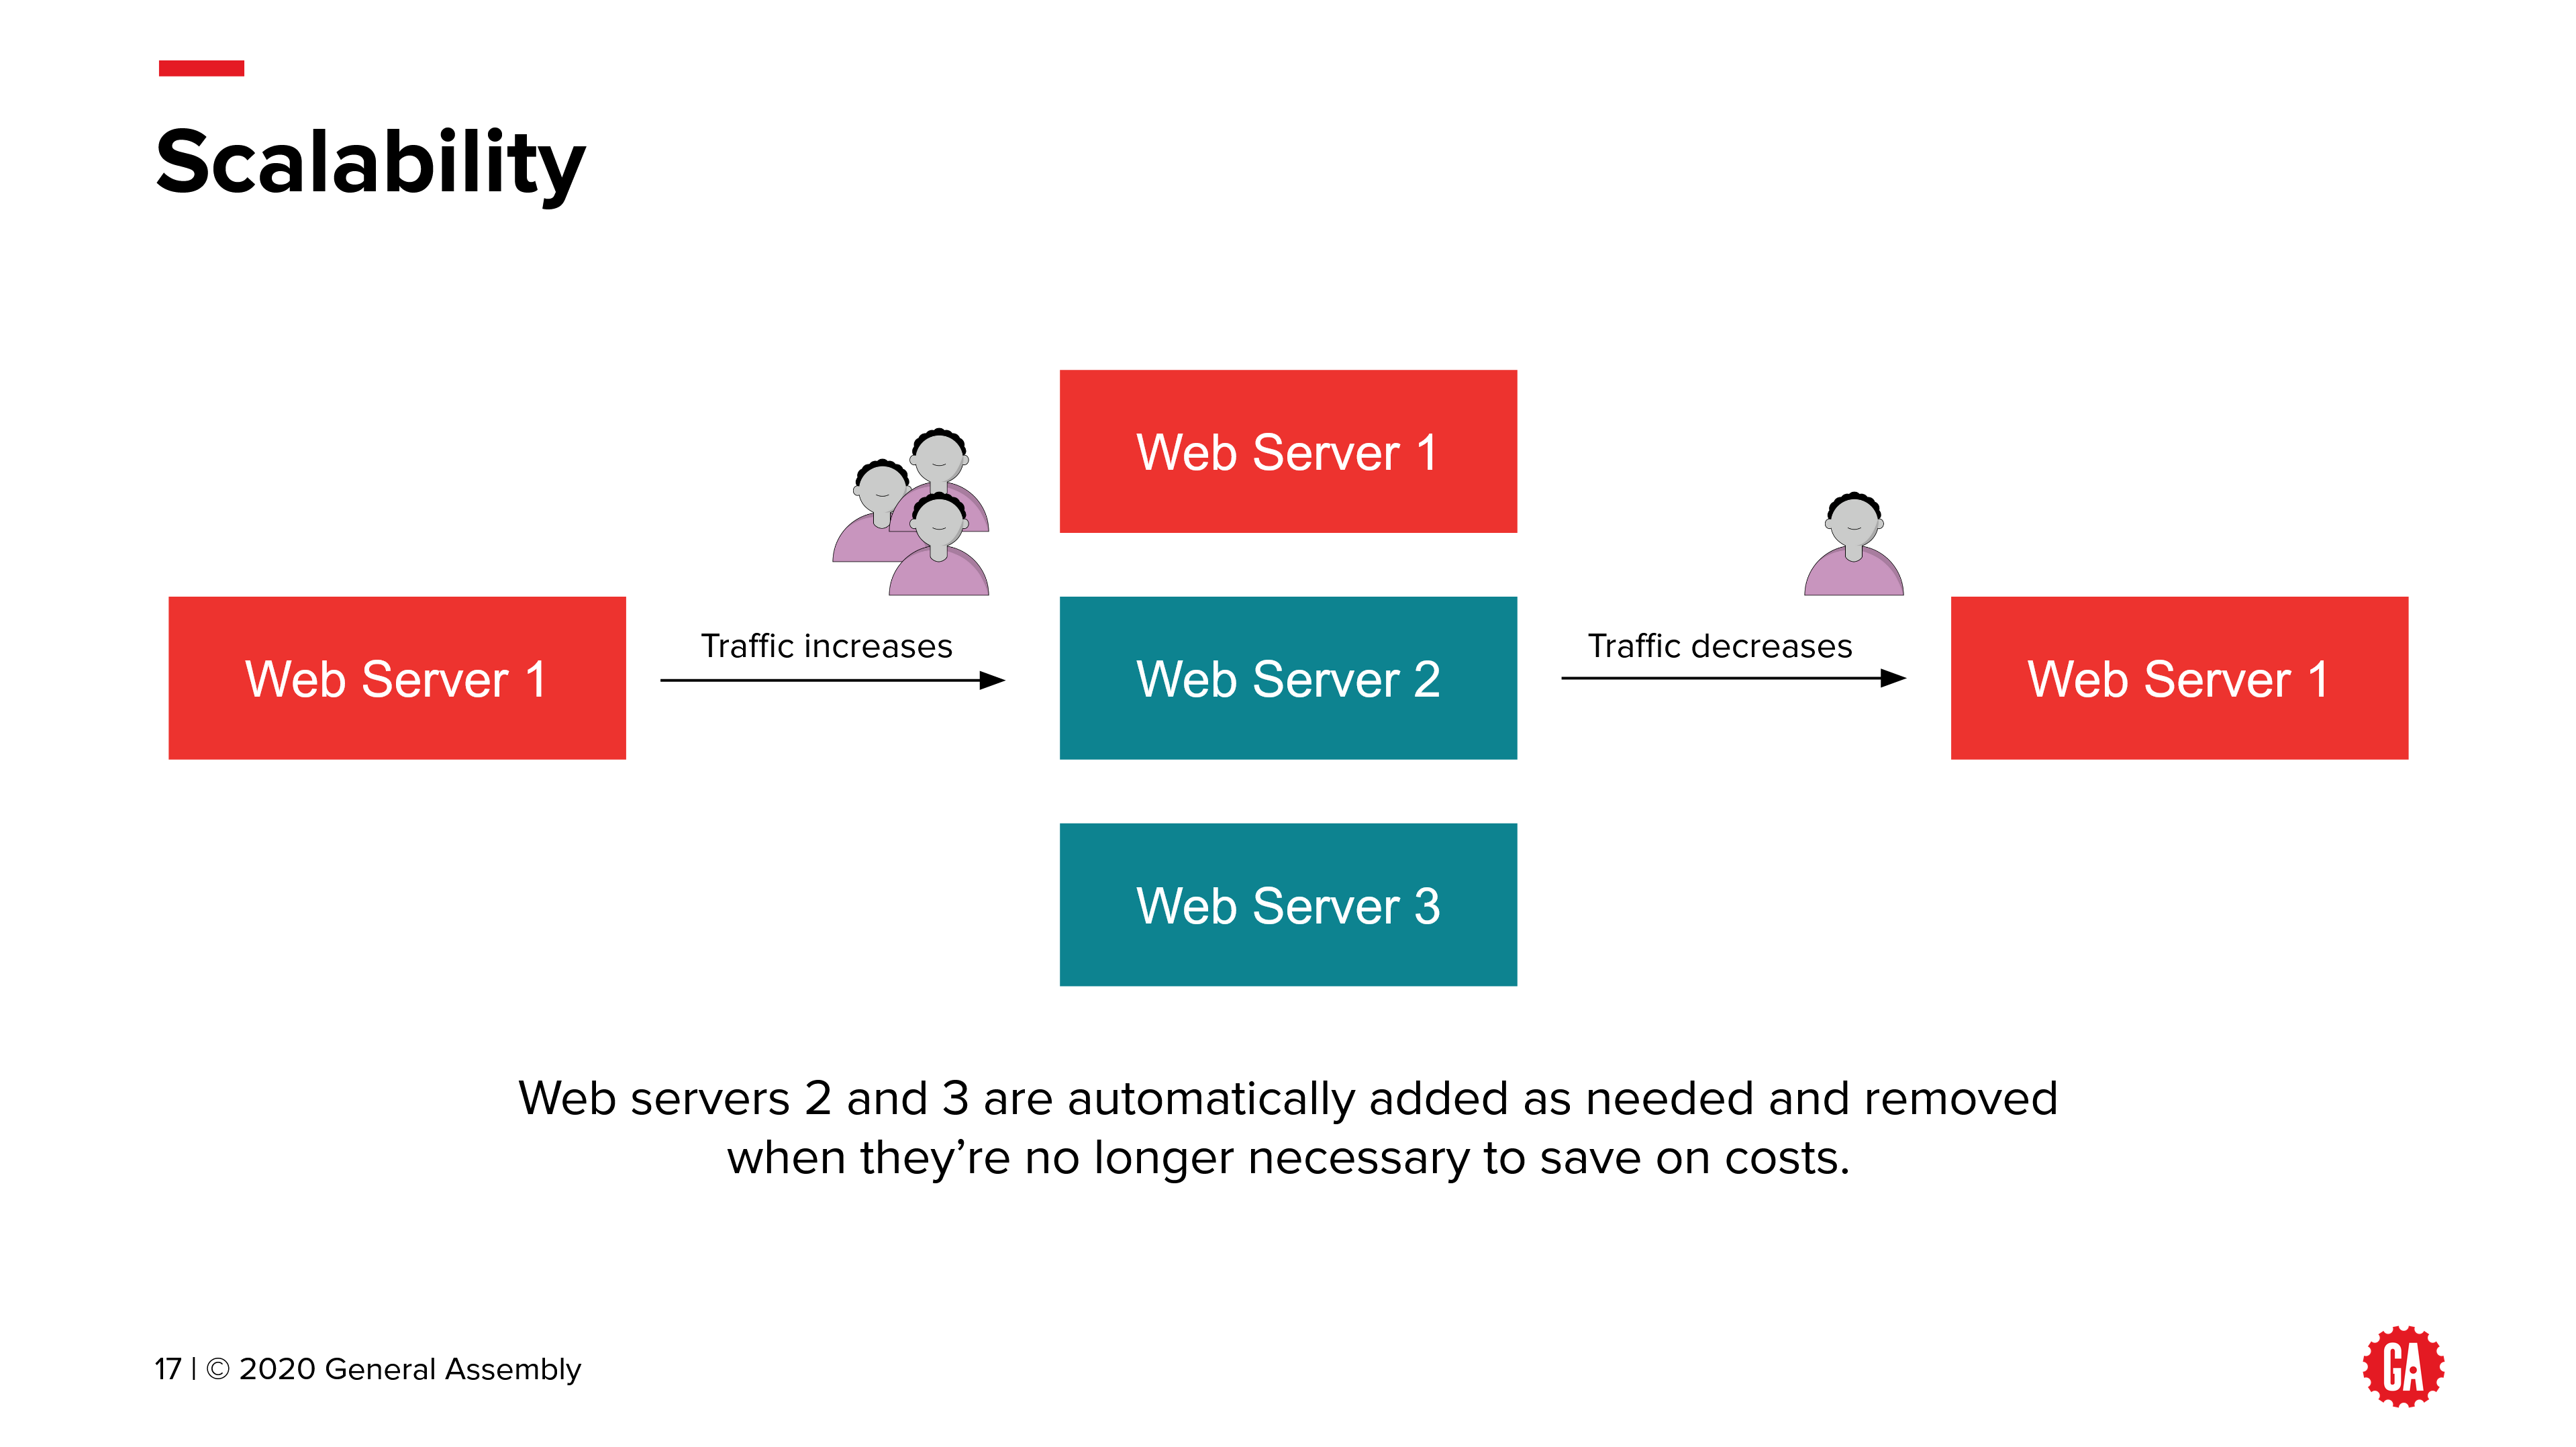 Scalability
Web Server 1
Traffic increases
Web Server 1
Web Server 2
Web Server 3
Traffic decreases
Web Server 1
Web servers 2 and 3 are automatically added as needed and removed
when they’re no longer necessary to save on costs.
17 | © 2020 General Assembly
GA